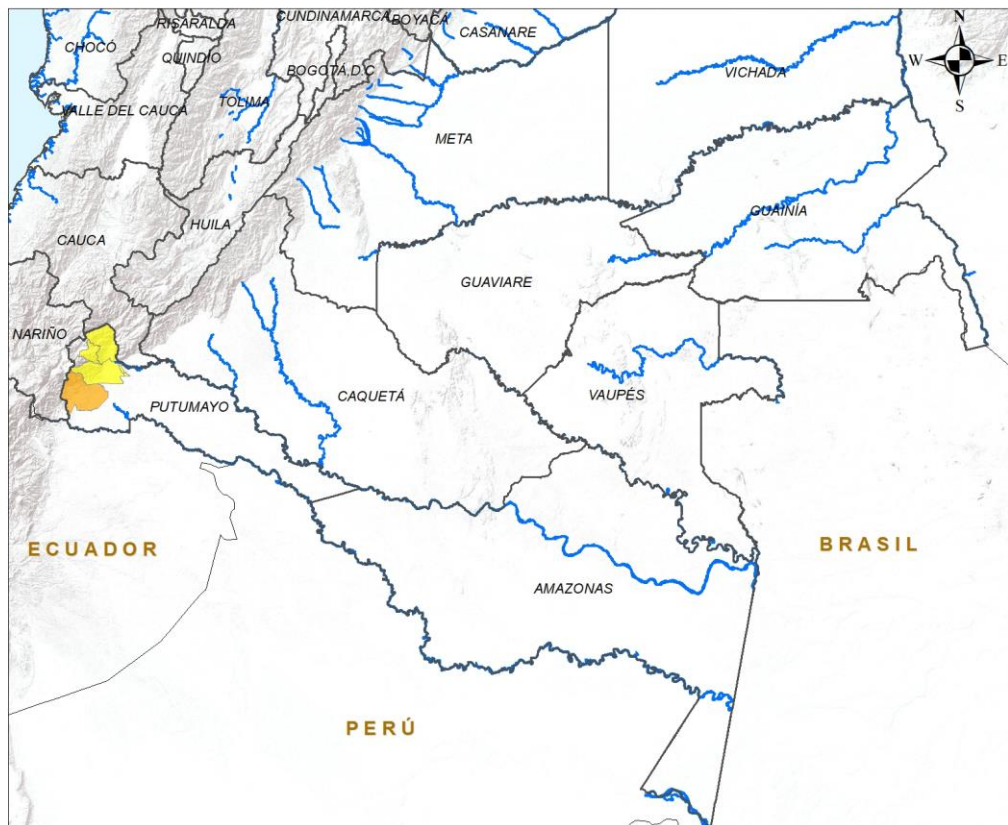 RISARALDA
CUNDINAMARCA
BOYACÁ
CASANARE
N
CHOCÓ
QUINDIO
BOGOTÁ D.C
VICHADA
W
E
S
VALLE DEL CAUCA
TOLIMA
META
HUILA
GUAINÍA
CAUCA
GUAVIARE
NARIÑO
PUTUMAYO
CAQUETÁ
VAUPÉS
ECUADOR
BRASIL
AMAZONAS
PERÚ